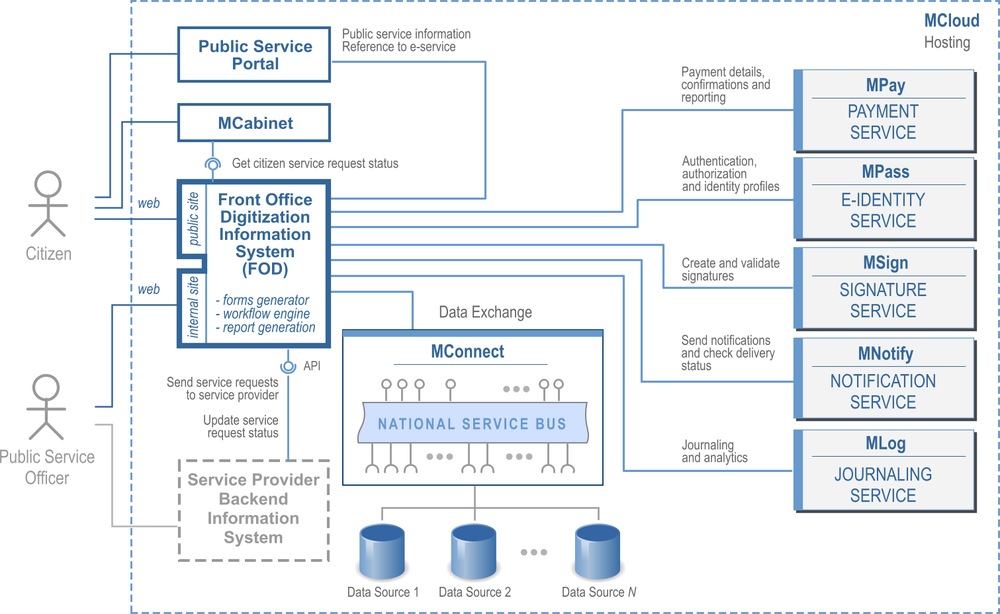 MCloud
Hosting
Public Service
Portal
Public service information
Reference to e-service
MCabinet
Get citizen service request status
Citizen
web
public site
Front Office
Digitization
Information
System
(FOD)
web
internal site
- forms generator
- workflow engine
- report generation
API
Send service requests
to service provider
Update service
request status
Public Service
Officer
Service Provider
Backend
Information
System
Data Exchange
MConnect
NATIONAL SERVICE BUS
Data Source 1
Data Source 2
Data Source N
Payment details,
confirmations and
reporting
MPay
PAYMENT
SERVICE
Authentication,
authorization
and identity profiles
MPass
E-IDENTITY
SERVICE
Create and validate
signatures
MSign
SIGNATURE
SERVICE
Send notifications
and check delivery
status
MNotify
NOTIFICATION
SERVICE
Journaling
and analytics
MLog
JOURNALING
SERVICE